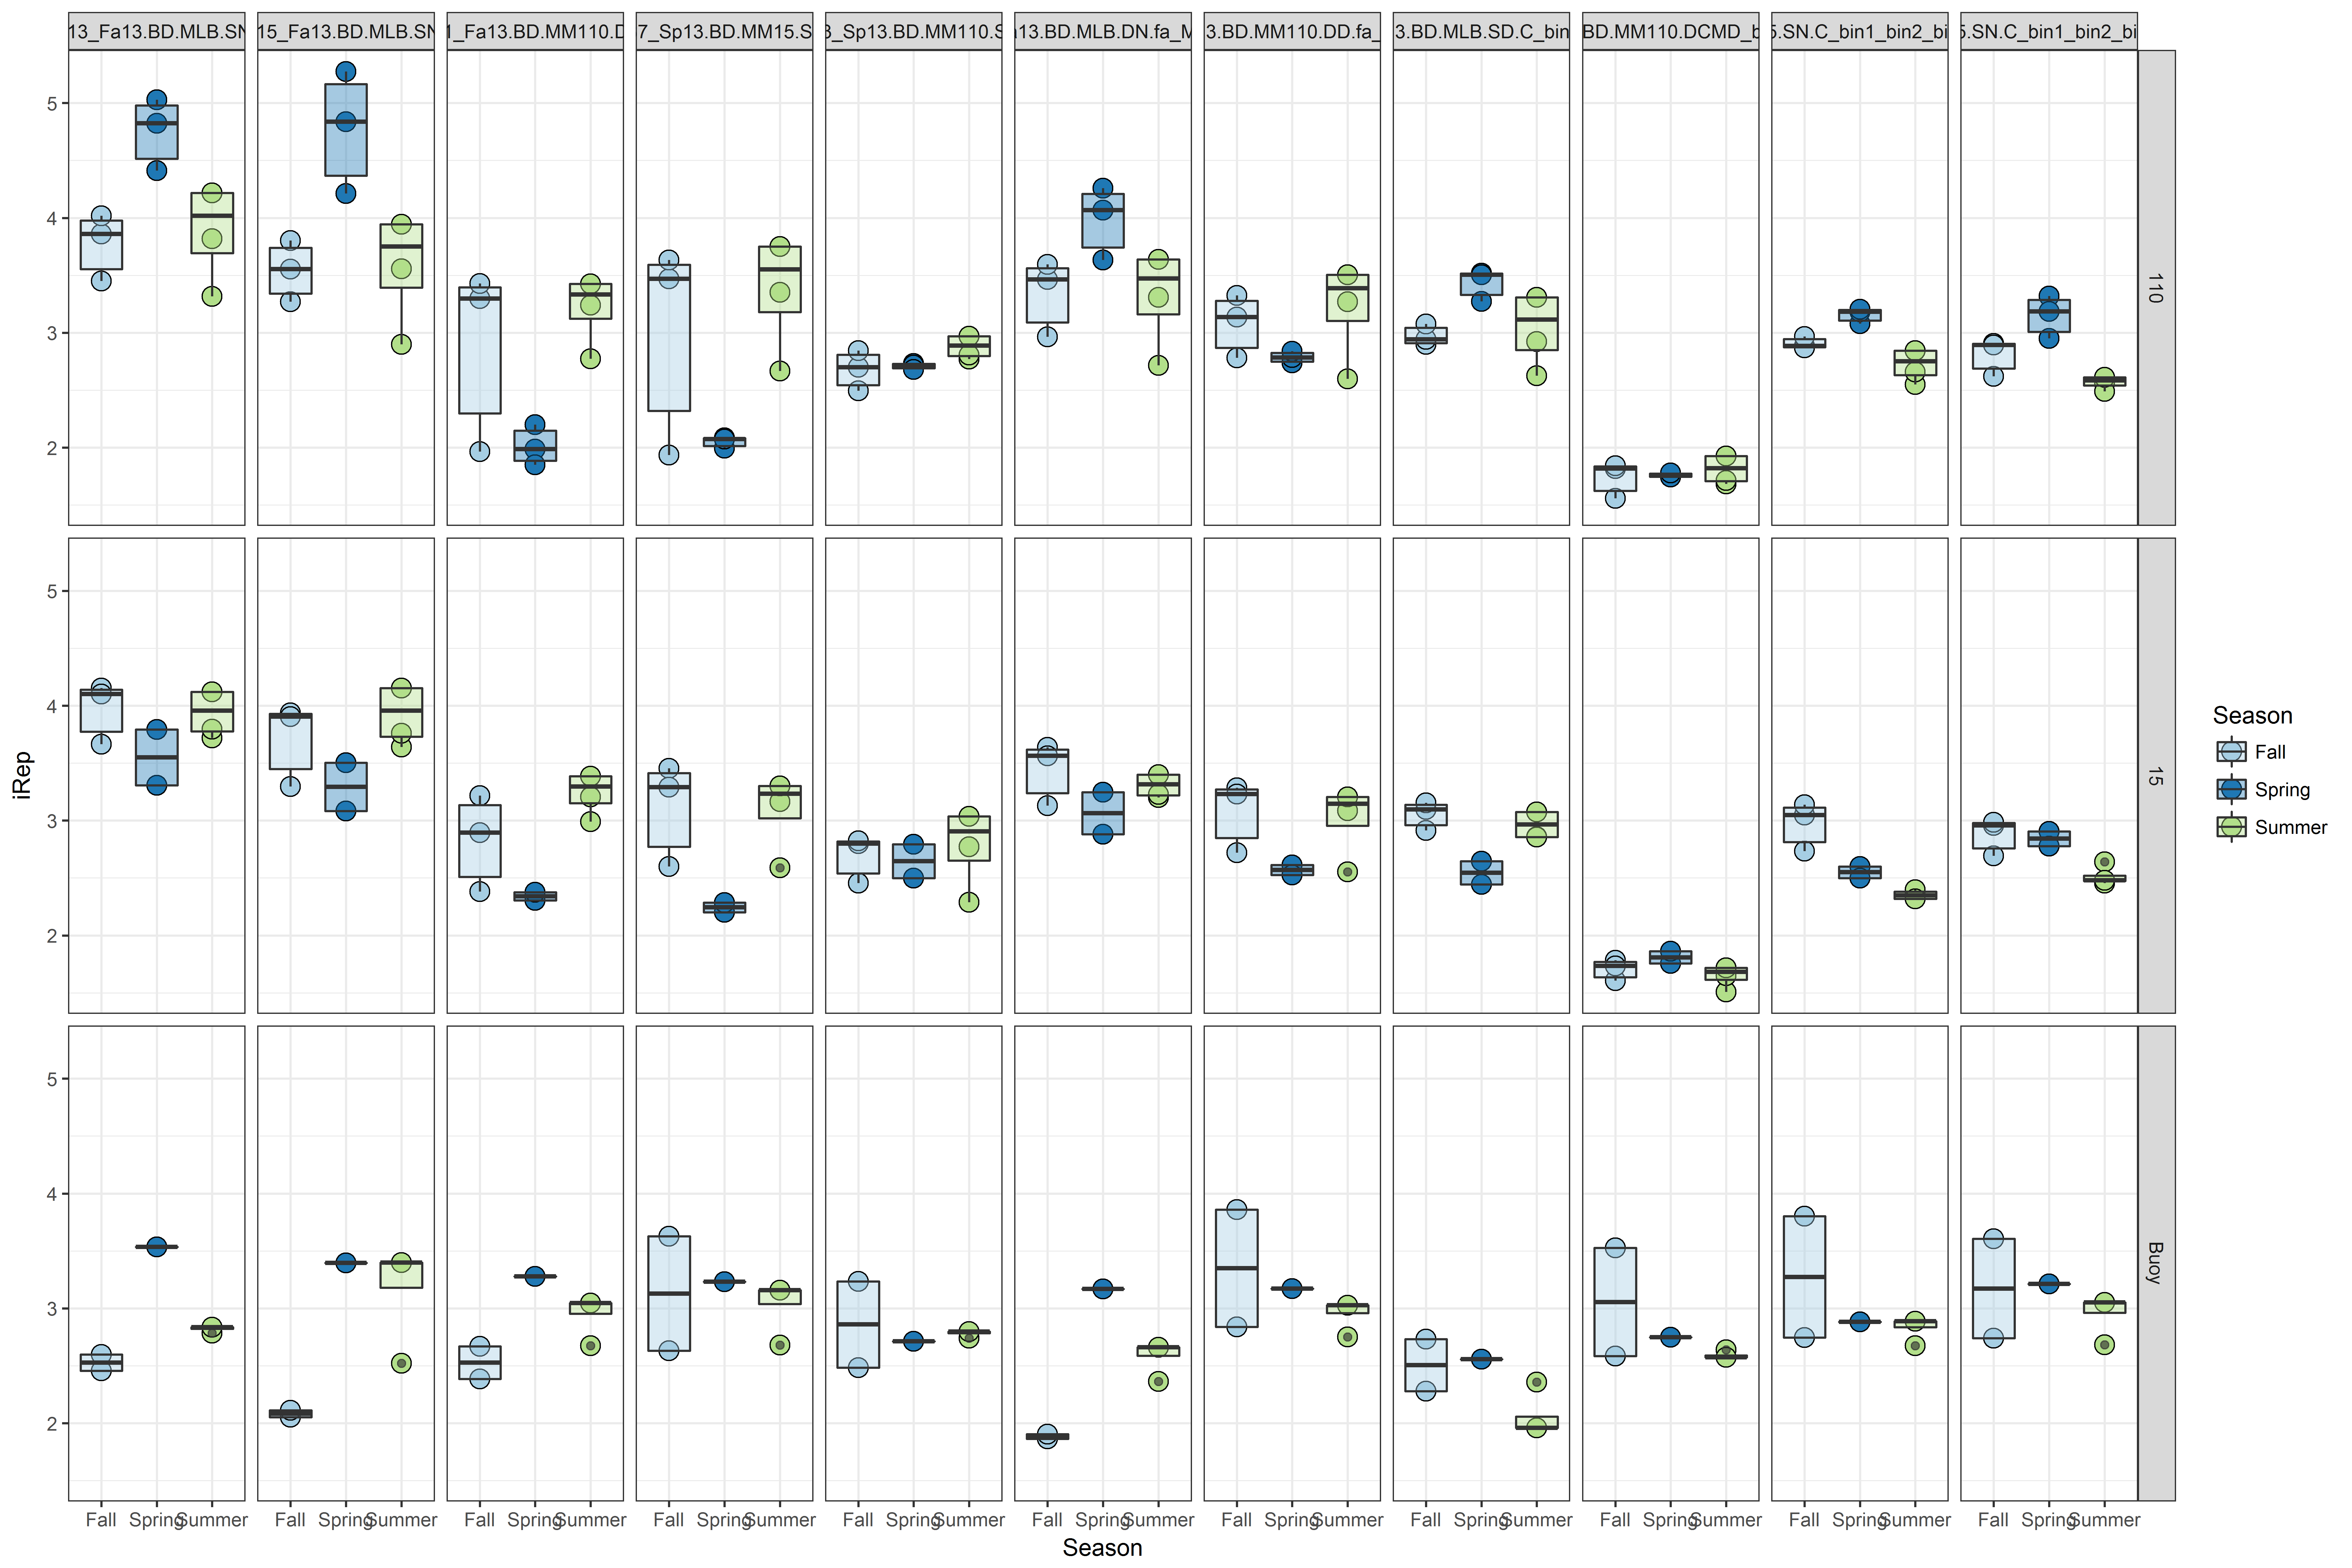 13_Fa13.BD.MLB.SN
15_Fa13.BD.MLB.SN
1_Fa13.BD.MM110.D
7_Sp13.BD.MM15.S
3_Sp13.BD.MM110.S
13.BD.MLB.DN.fa_M
3.BD.MM110.DD.fa_
3.BD.MLB.SD.C_bin
BD.MM110.DCMD_b
5.SN.C_bin1_bin2_bi
5.SN.C_bin1_bin2_bi
5
4
3
2
110
5
4
3
2
15
5
4
3
2
Buoy
iRep
Fall Spring Summer Fall Spring Summer Fall Spring Summer Fall Spring Summer Fall Spring Summer Fall Spring Summer Fall Spring Summer Fall Spring Summer Fall Spring Summer Fall Spring Summer Fall Spring Summer
Season
Season
Fall
Spring
Summer